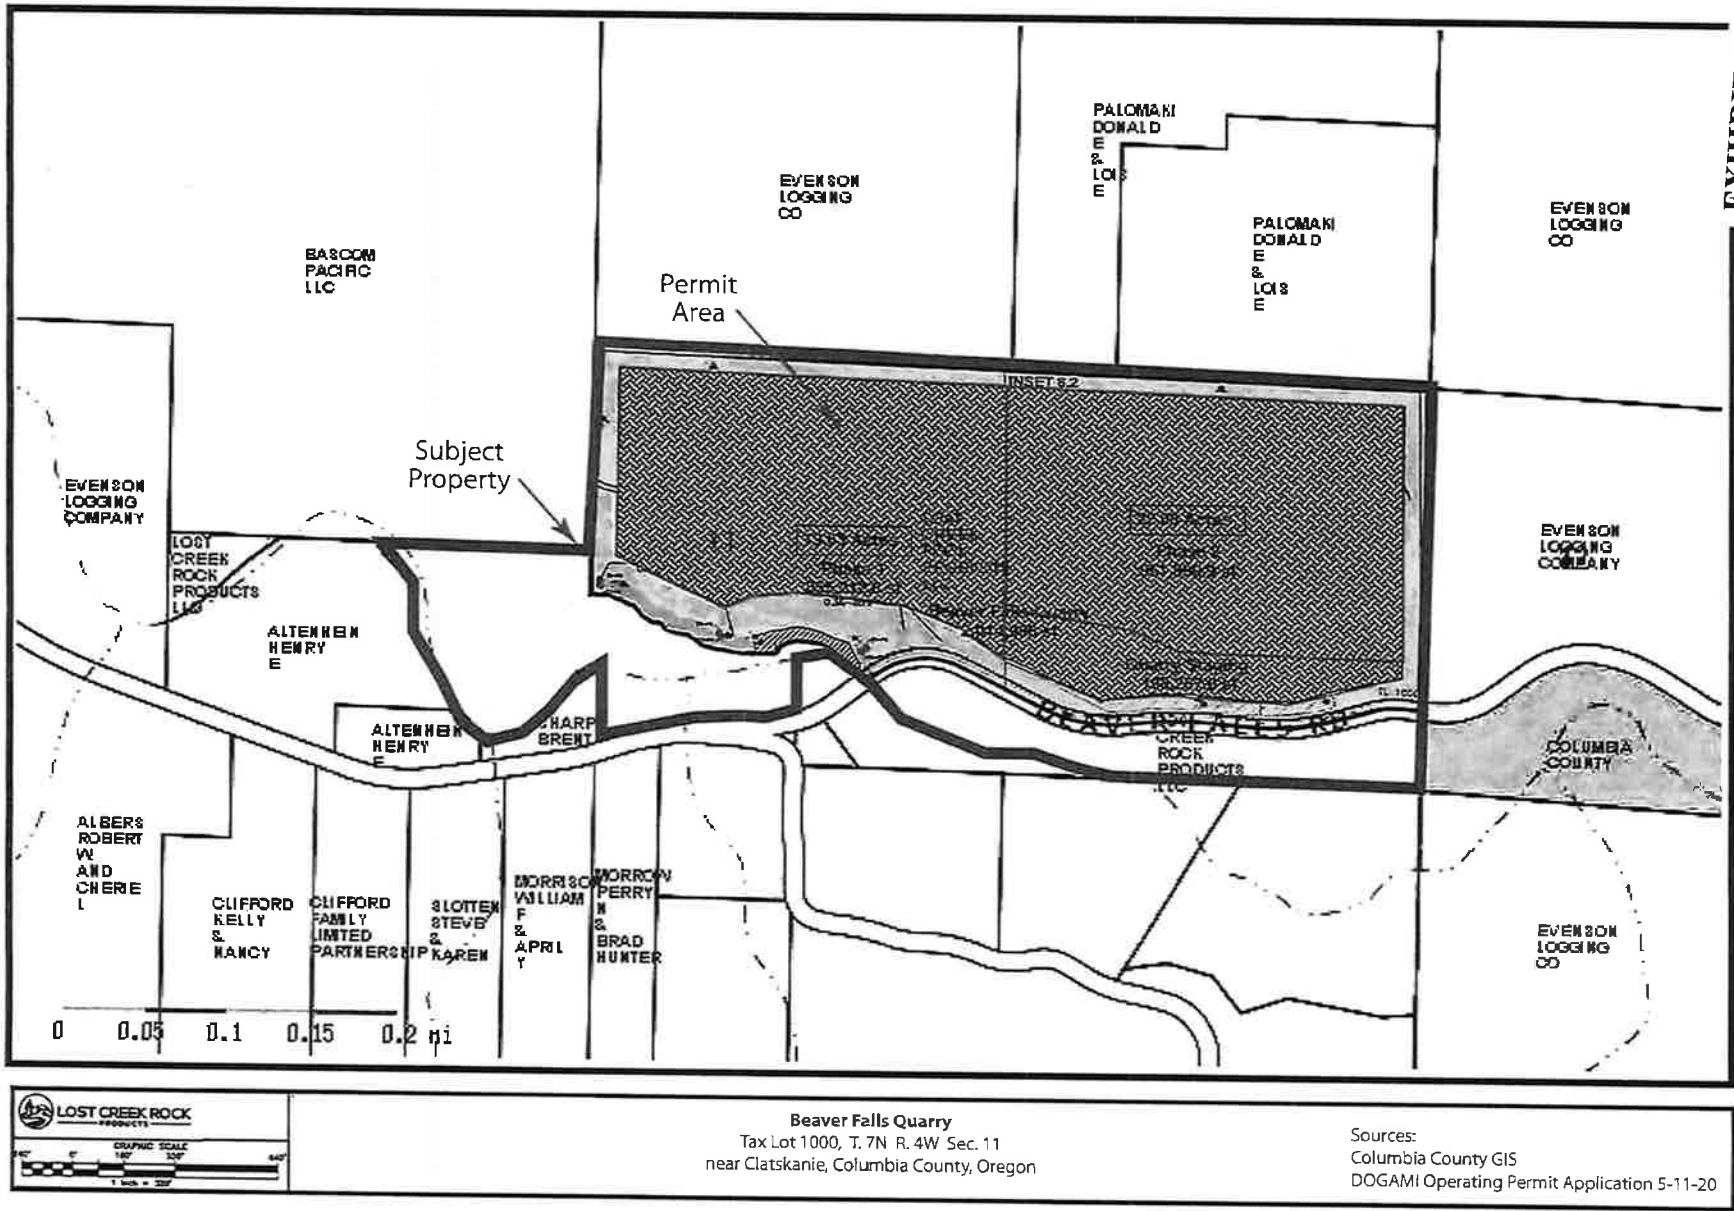 PALOMAKI
DONALD
E
&
LOIS
E
EVENSON
LOGGING
CO
PALOMAKI
DONALD
E
&
LOIS
E
EVENSON
LOGGING
CO
BASCOM
PACIFIC
LLC
Permit
Area
INSET 8.2
Subject
Property
EVENSON
LOGGING
COMPANY
LOST
CREEK
ROCK
PRODUCTS
LLC
EVENSON
LOGGING
COMPANY
ALTENHEIN
HENRY
E
ALTENHEIN
HENRY
E
SHARP
BRENT
BEAVER FALLS RD
CREEK
ROCK
PRODUCTS
LLC
COLUMBIA
COUNTY
ALBERS
ROBERT
W
AND
CHERIE
L
CLIFFORD
KELLY
&
NANCY
CLIFFORD
FAMILY
LIMITED
PARTNERSHIP
SLOTTEN
STEVE
&
KAREN
MORRISON
WILLIAM
F
&
APRIL
Y
MORROW
PERRY
N
&
BRAD
HUNTER
EVENSON
LOGGING
CO
0 0.05 0.1 0.15 0.2 mi
LOST CREEK ROCK
PRODUCTS
GRAPHIC SCALE
Beaver Falls Quarry
Tax Lot 1000, T. 7N R. 4W Sec. 11
near Clatskanie, Columbia County, Oregon
Sources:
Columbia County GIS
DOGAMI Operating Permit Application 5-11-20